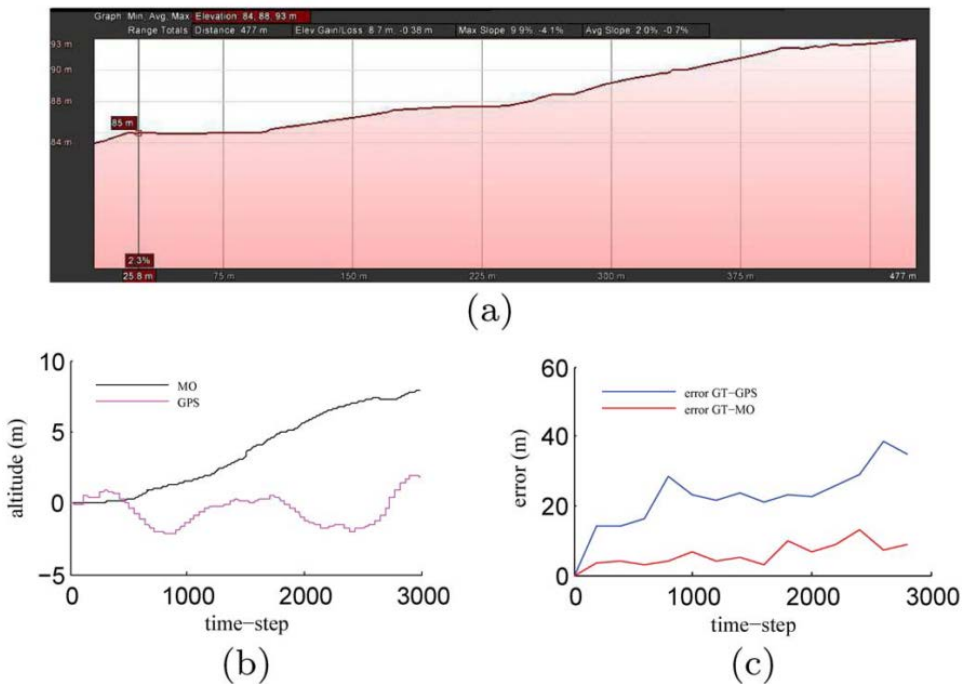 Graph: Min, Avg, Max Elevation: 84, 88, 93 m
Range Totals: Distance: 477 m Elev Gain/Loss: 8.7 m, -0.38 m Max Slope: 9.9%, -4.1% Avg Slope: 2.0%, -0.7%
93 m
90 m
88 m
85 m
84 m
2.3%
25.8 m 75 m 150 m 225 m 300 m 375 m 477 m
(a)
10
5
0
−5
altitude (m)
MO
GPS
0 1000 2000 3000
time−step
(b)
60
40
20
0
error (m)
error GT−GPS
error GT−MO
0 1000 2000 3000
time−step
(c)